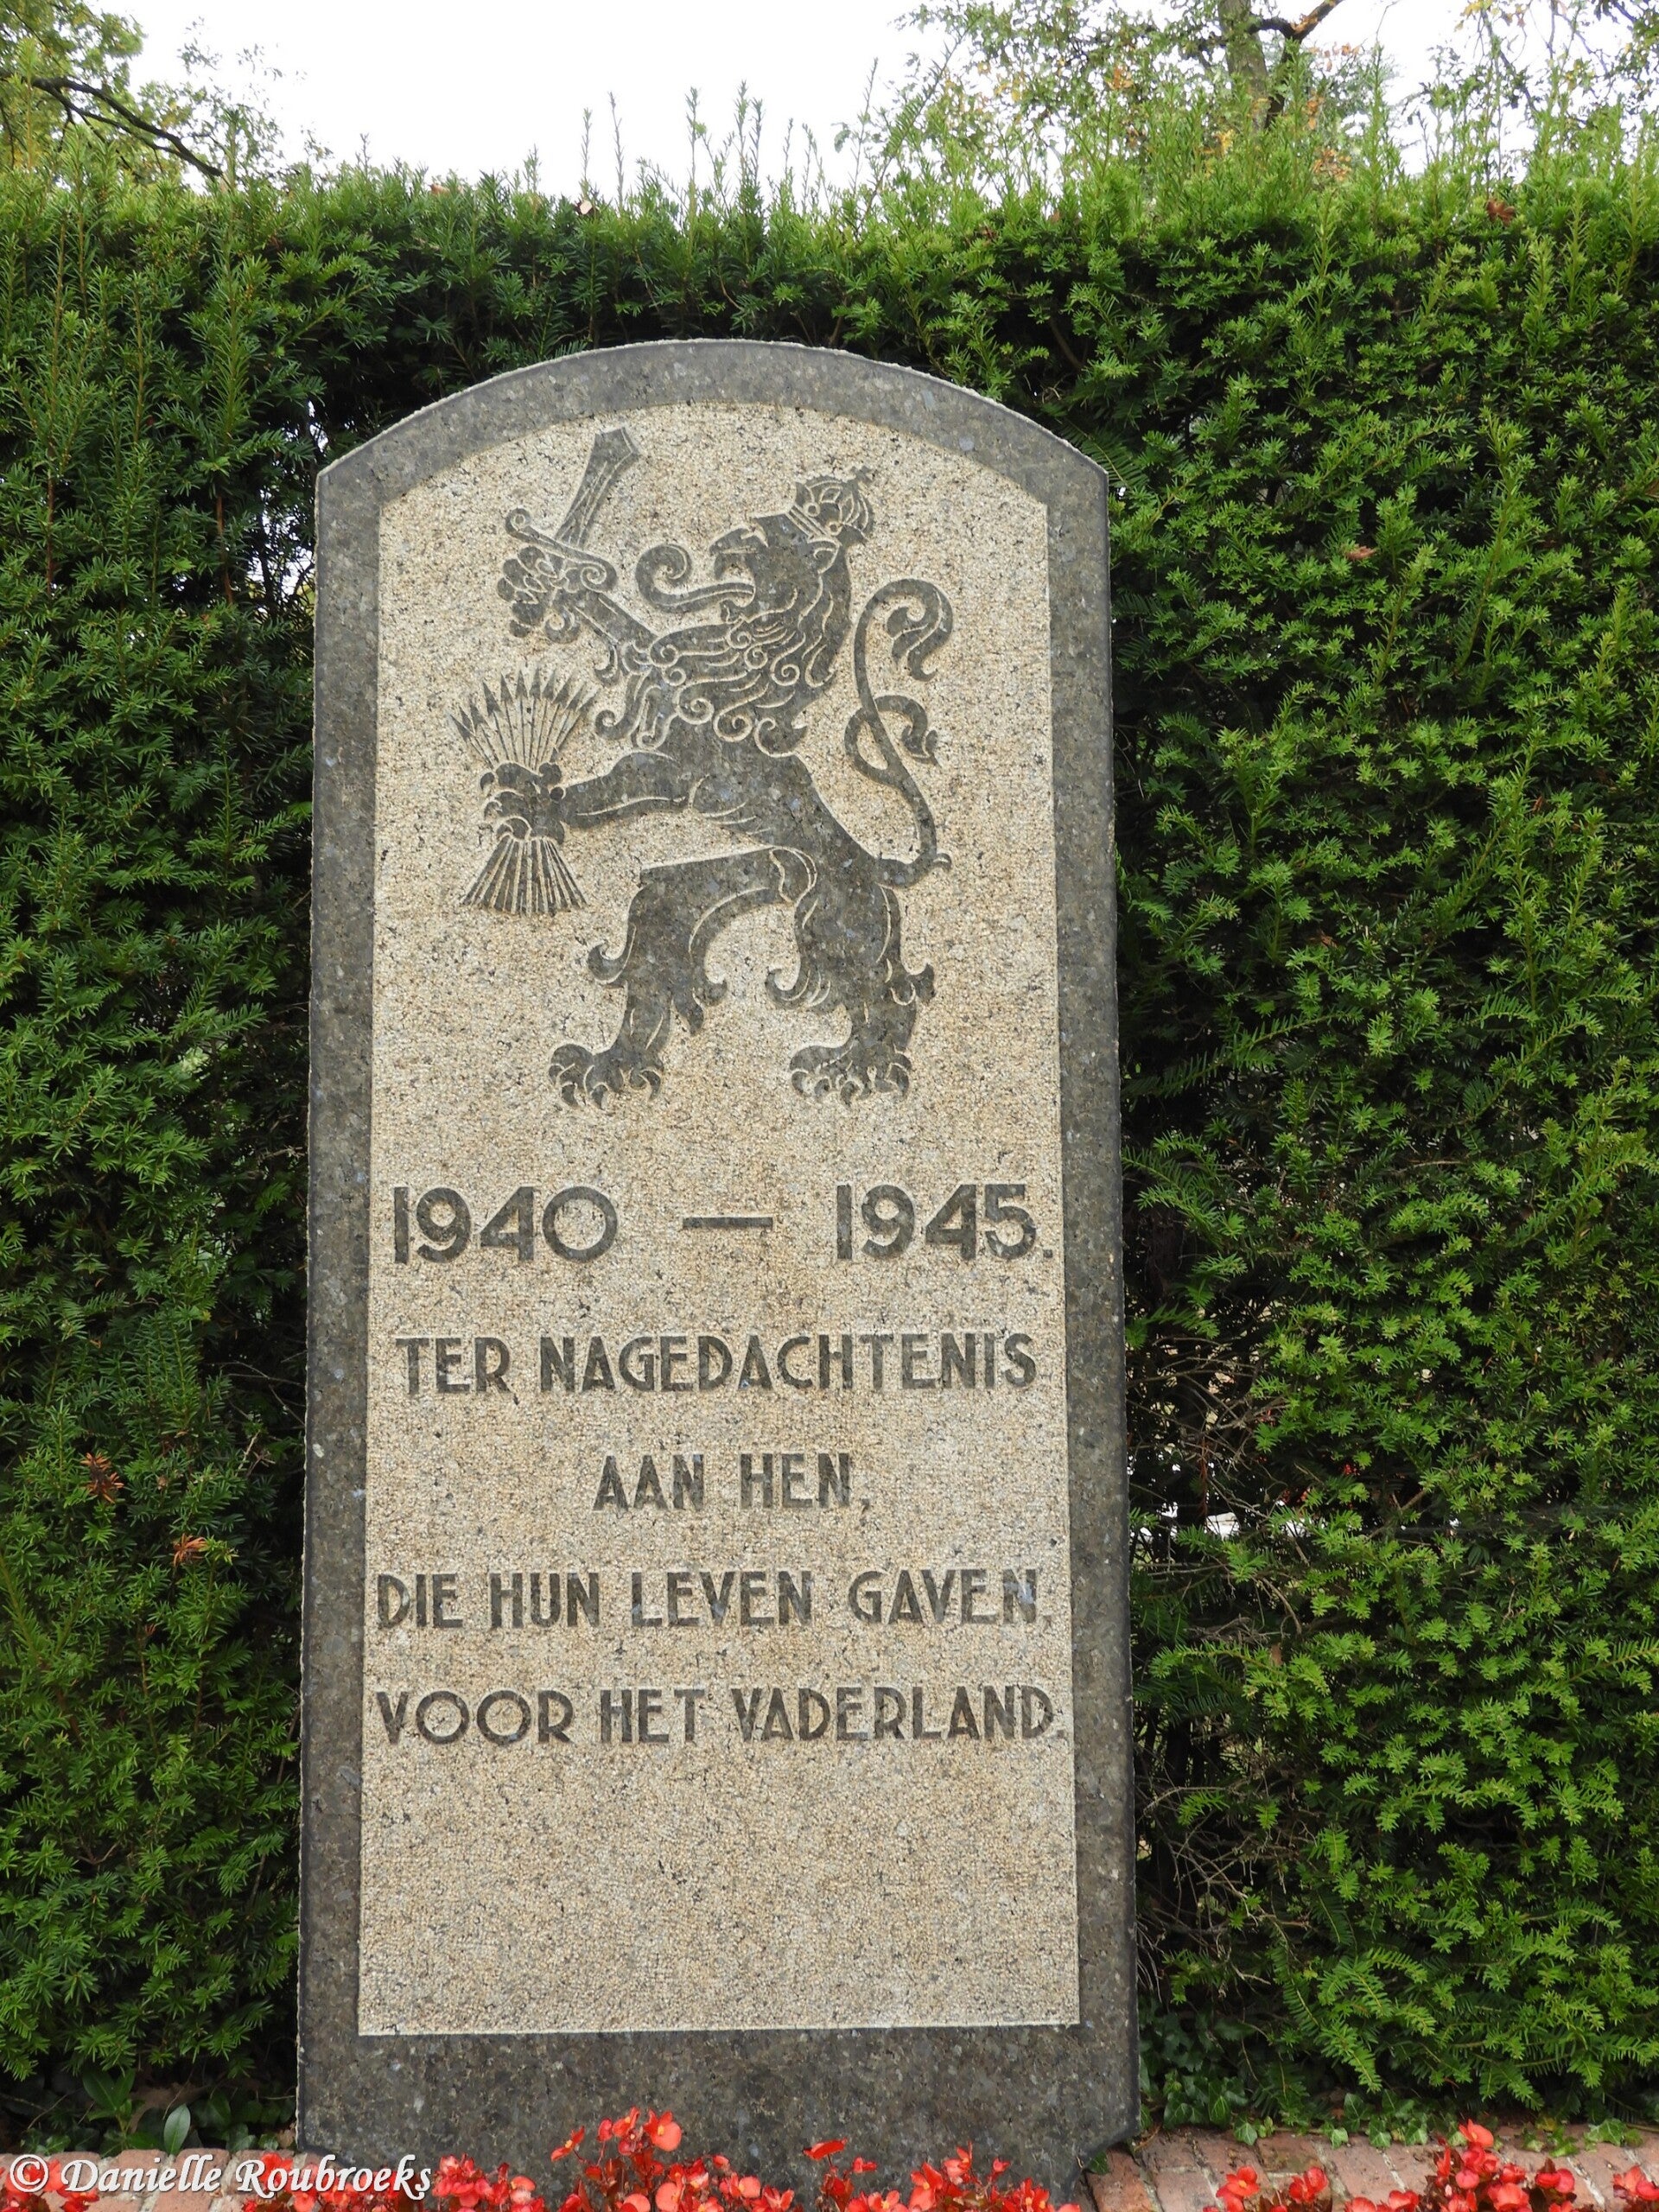 1940 — 1945.
TER NAGEDACHTENIS
AAN HEN,
DIE HUN LEVEN GAVEN,
VOOR HET VADERLAND.
© Danielle Roubroeks